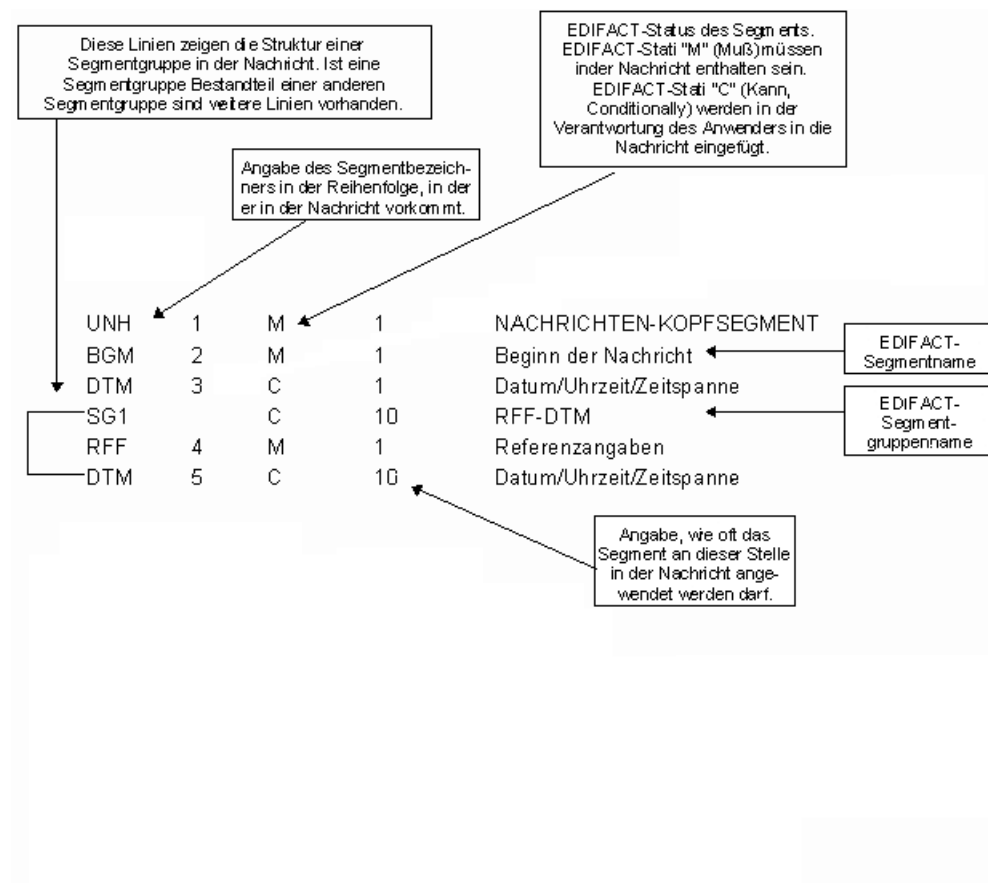 Diese Linien zeigen die Struktur einer
Segmentgruppe in der Nachricht. Ist eine
Segmentgruppe Bestandteil einer anderen
Segmentgruppe sind weitere Linien vorhanden.
EDIFACT-Status des Segments.
EDIFACT-Stati "M" (Muß)müssen
inder Nachricht enthalten sein.
EDIFACT-Stati "C" (Kann,
Conditionally) werden in der
Verantwortung des Anwenders in die
Nachricht eingefügt.
Angabe des Segmentbezeich-
ners in der Reihenfolge, in der
er in der Nachricht vorkommt.
UNH 1 M 1 NACHRICHTEN-KOPFSEGMENT
BGM 2 M 1 Beginn der Nachricht
DTM 3 C 1 Datum/Uhrzeit/Zeitspanne
SG1 C 10 RFF-DTM
RFF 4 M 1 Referenzangaben
DTM 5 C 10 Datum/Uhrzeit/Zeitspanne
EDIFACT-
Segmentname
EDIFACT-
Segment-
gruppenname
Angabe, wie oft das
Segment an dieser Stelle
in der Nachricht ange-
wendet werden darf.